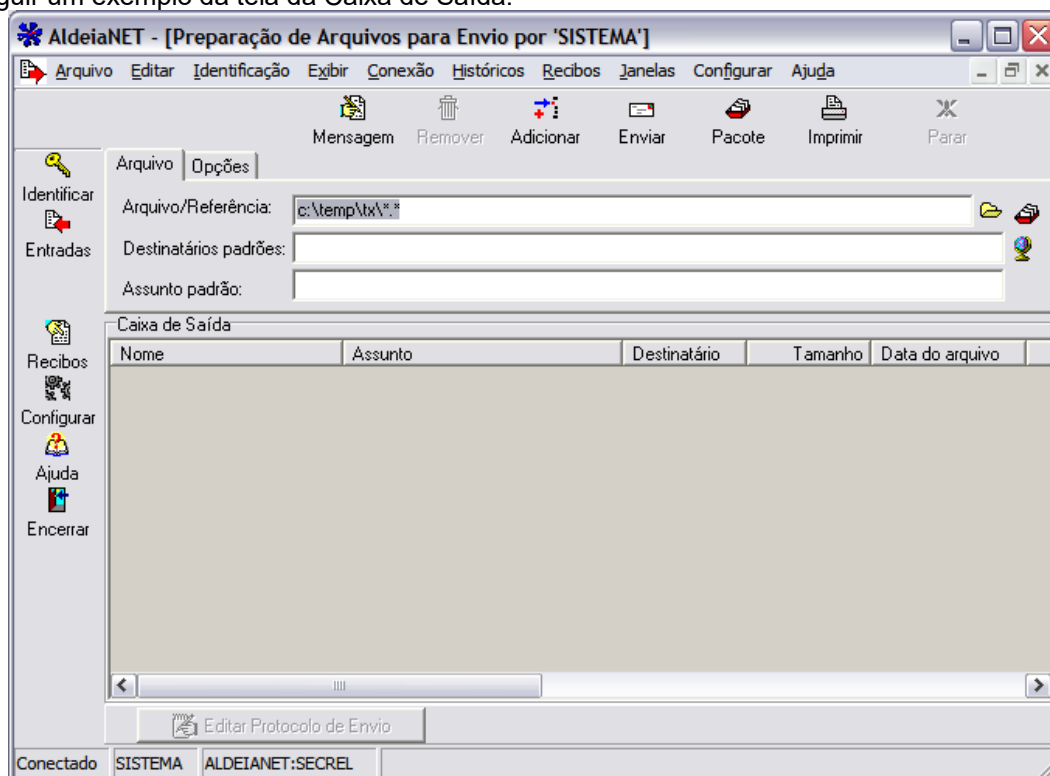 guir um exemplo da tela da Caixa de Saída.
AldeiaNET - [Preparação de Arquivos para Envio por 'SISTEMA']
Arquivo Editar Identificação Exibir Conexão Históricos Recibos Janelas Configurar Ajuda
Mensagem Remover Adicionar Enviar Pacote Imprimir Parar
Identificar
Entradas
Recibos
Configurar
Ajuda
Encerrar
Arquivo Opções
Arquivo/Referência: c:\temp\tx\*.*
Destinatários padrões:
Assunto padrão:
Caixa de Saída
Nome Assunto Destinatário Tamanho Data do arquivo
Editar Protocolo de Envio
Conectado SISTEMA ALDEIANET:SECREL